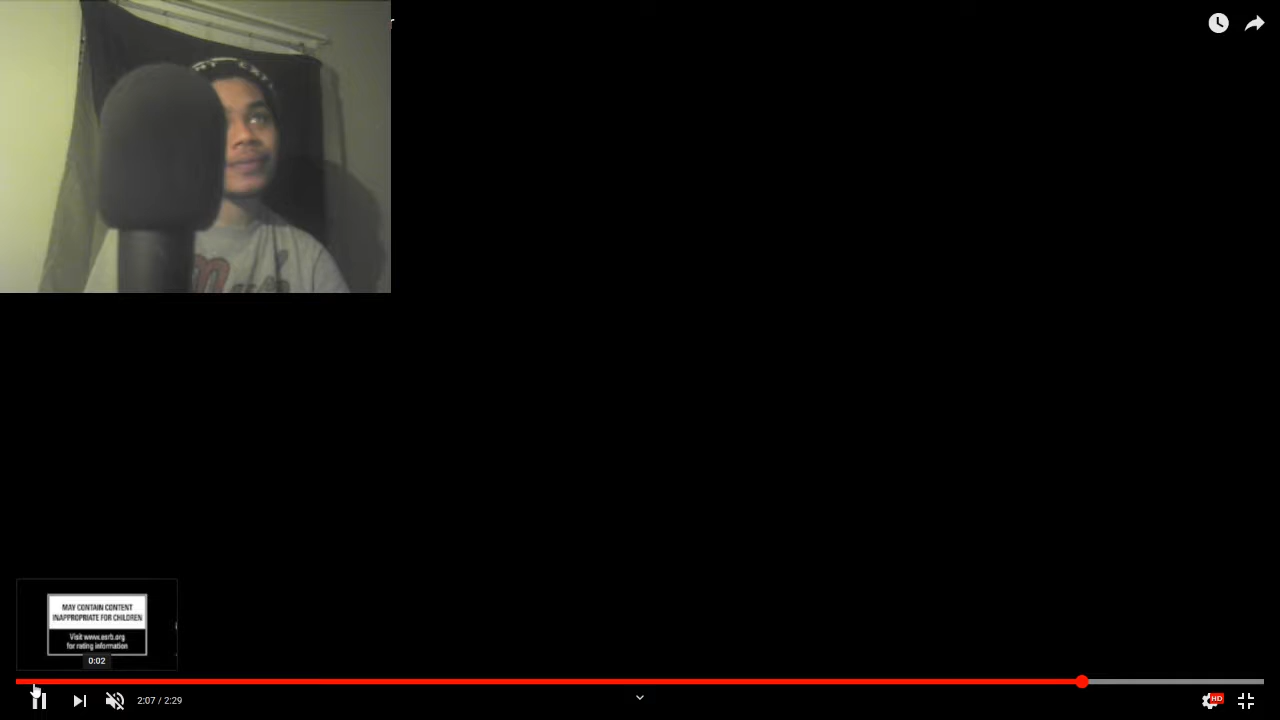 MAY CONTAIN CONTENT
INAPPROPRIATE FOR CHILDREN
Visit www.esrb.org
for rating information
0:02
2:07 / 2:29
HD